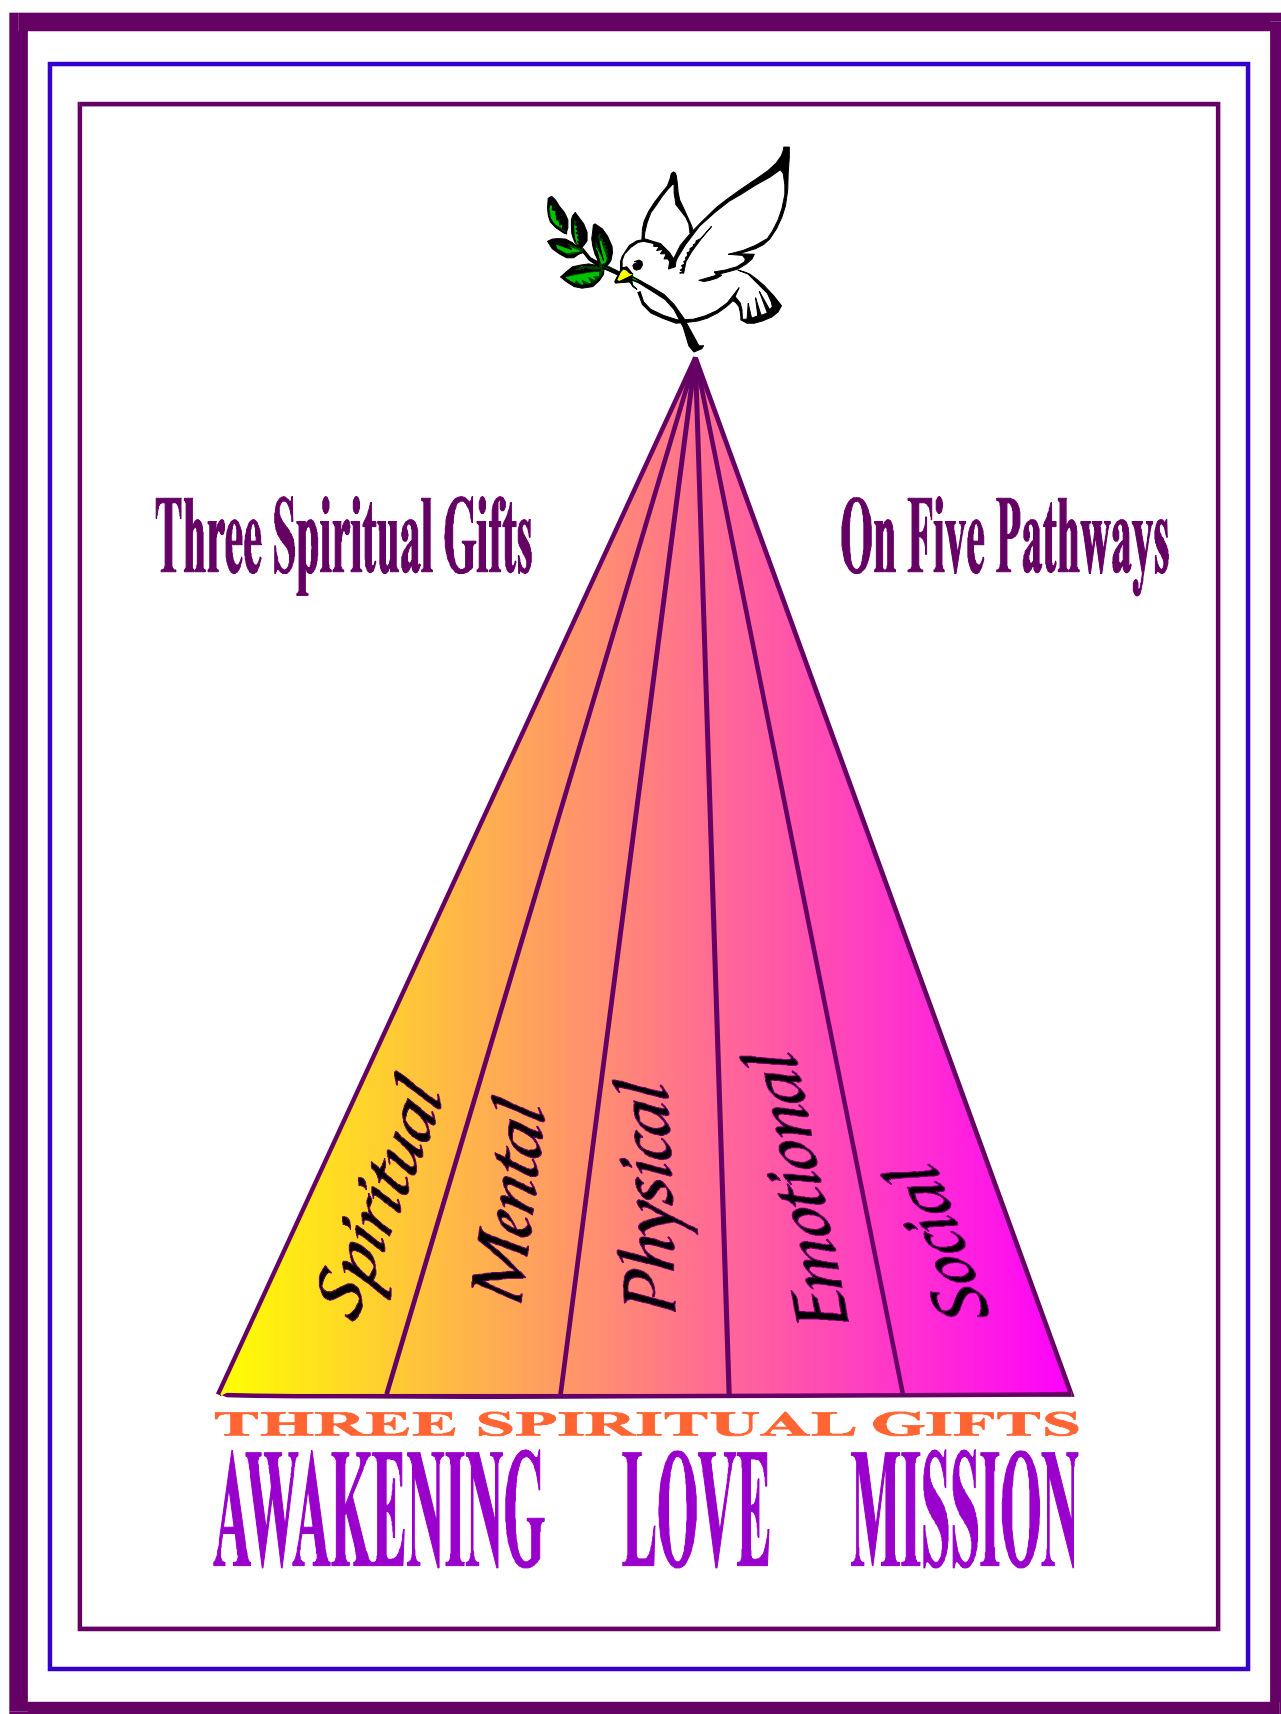 Three Spiritual Gifts
On Five Pathways
Spiritual
Mental
Physical
Emotional
Social
THREE SPIRITUAL GIFTS
AWAKENING LOVE MISSION